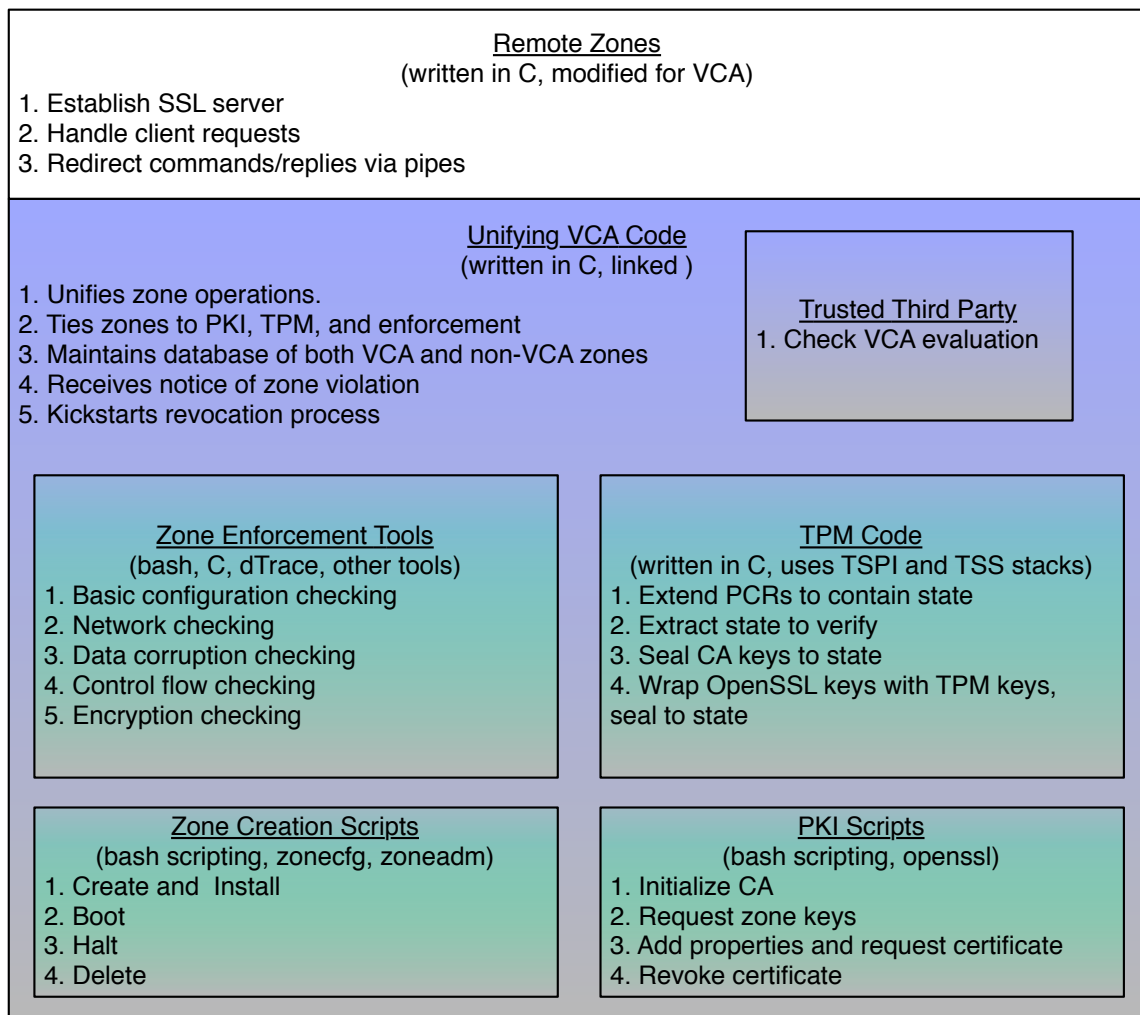 Remote Zones
(written in C, modified for VCA)
1. Establish SSL server
2. Handle client requests
3. Redirect commands/replies via pipes
Unifying VCA Code
(written in C, linked )
1. Unifies zone operations.
2. Ties zones to PKI, TPM, and enforcement
3. Maintains database of both VCA and non-VCA zones
4. Receives notice of zone violation
5. Kickstarts revocation process
Trusted Third Party
1. Check VCA evaluation
Zone Enforcement Tools
(bash, C, dTrace, other tools)
1. Basic configuration checking
2. Network checking
3. Data corruption checking
4. Control flow checking
5. Encryption checking
TPM Code
(written in C, uses TSPI and TSS stacks)
1. Extend PCRs to contain state
2. Extract state to verify
3. Seal CA keys to state
4. Wrap OpenSSL keys with TPM keys,
seal to state
Zone Creation Scripts
(bash scripting, zonecfg, zoneadm)
1. Create and  Install
2. Boot
3. Halt
4. Delete
PKI Scripts
(bash scripting, openssl)
1. Initialize CA
2. Request zone keys
3. Add properties and request certificate
4. Revoke certificate